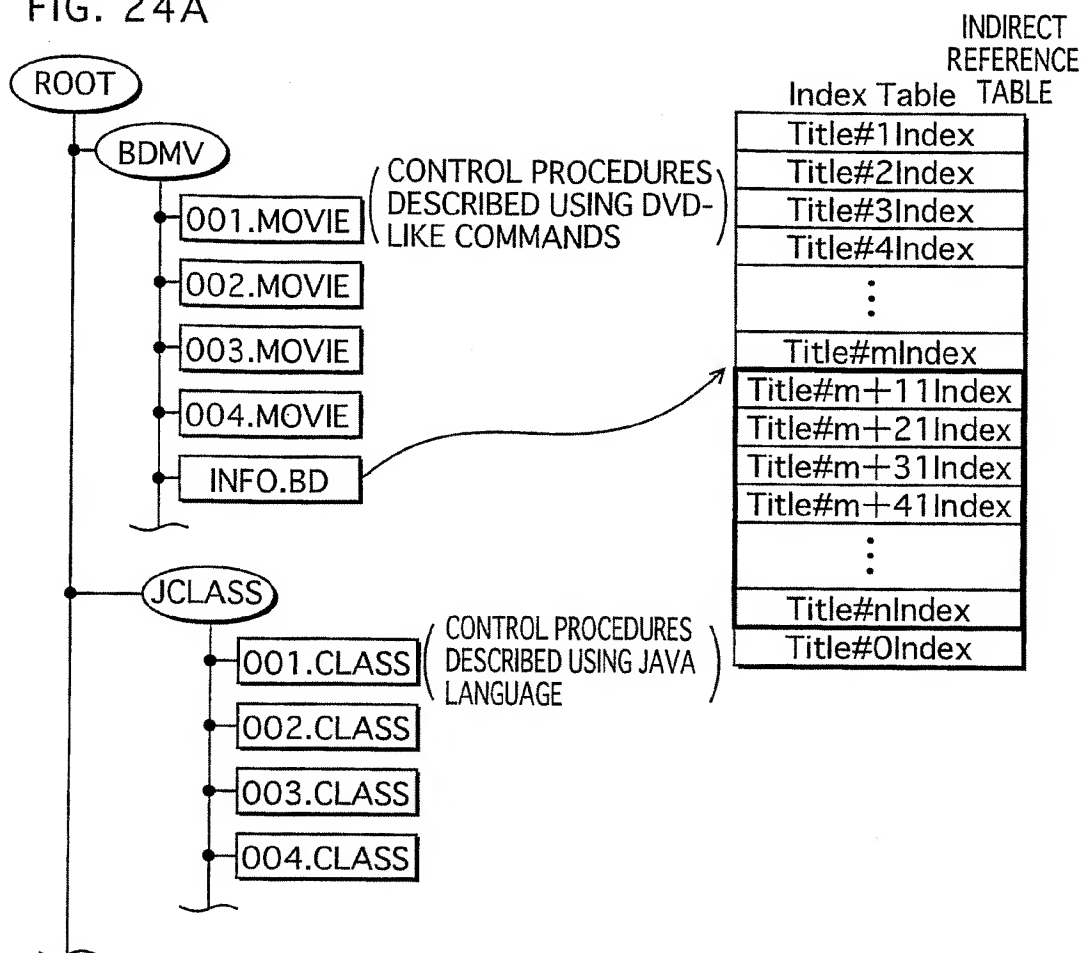 FIG. 24A
INDIRECT
REFERENCE
TABLE
Index Table
ROOT
BDMV
001.MOVIE
CONTROL PROCEDURES
DESCRIBED USING DVD-
LIKE COMMANDS
002.MOVIE
003.MOVIE
004.MOVIE
INFO.BD
Title#1Index
Title#2Index
Title#3Index
Title#4Index
Title#mIndex
Title#m+11Index
Title#m+21Index
Title#m+31Index
Title#m+41Index
Title#nIndex
Title#0Index
JCLASS
001.CLASS
CONTROL PROCEDURES
DESCRIBED USING JAVA
LANGUAGE
002.CLASS
003.CLASS
004.CLASS